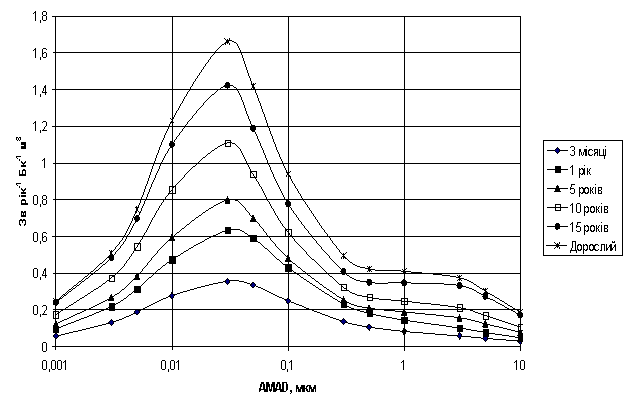 1,8
1,6
1,4
1,2
1
0,8
0,6
0,4
0,2
0
Зв рік⁻¹ Бк⁻¹ м³
0,001 0,01 0,1 1 10
AMAD, мкм
3 місяці
1 рік
5 років
10 років
15 років
Дорослий